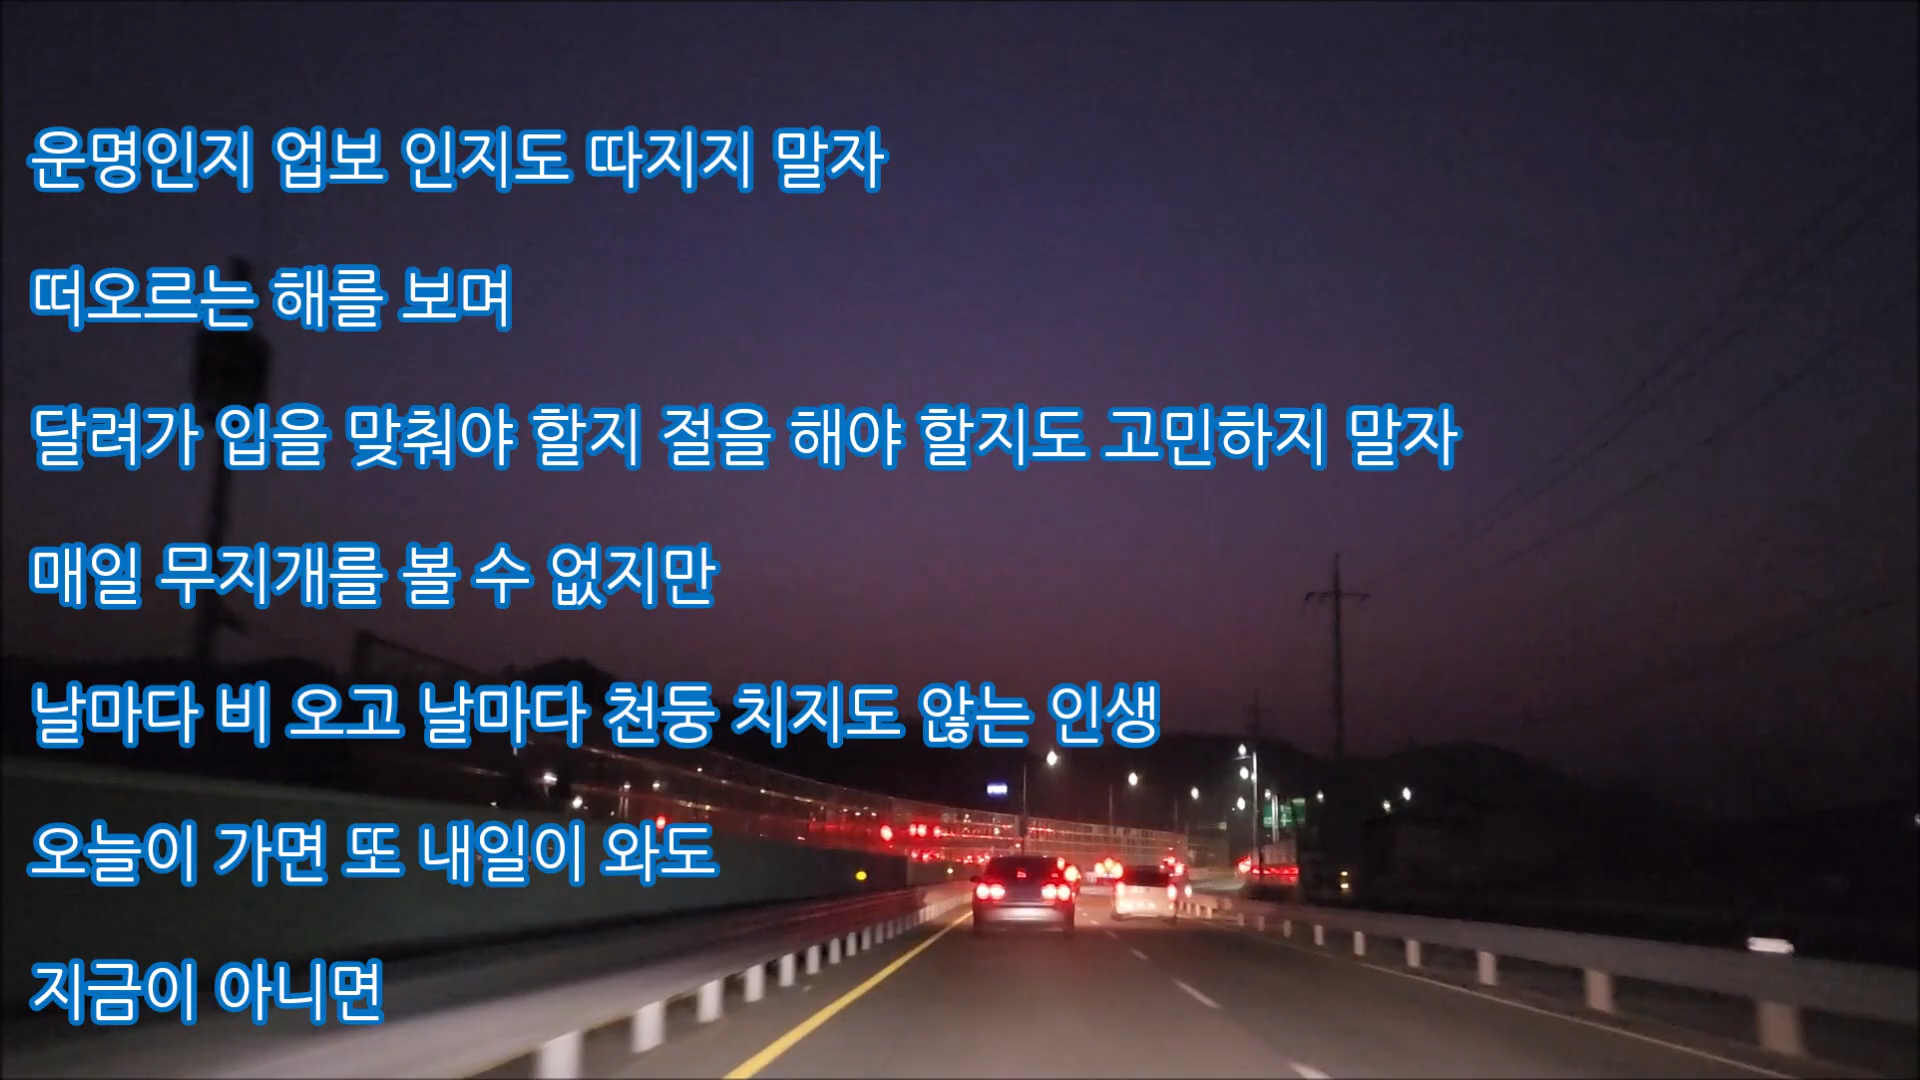 운명인지 업보 인지도 따지지 말자
떠오르는 해를 보며
달려가 입을 맞춰야 할지 절을 해야 할지도 고민하지 말자
매일 무지개를 볼 수 없지만
날마다 비 오고 날마다 천둥 치지도 않는 인생
오늘이 가면 또 내일이 와도
지금이 아니면